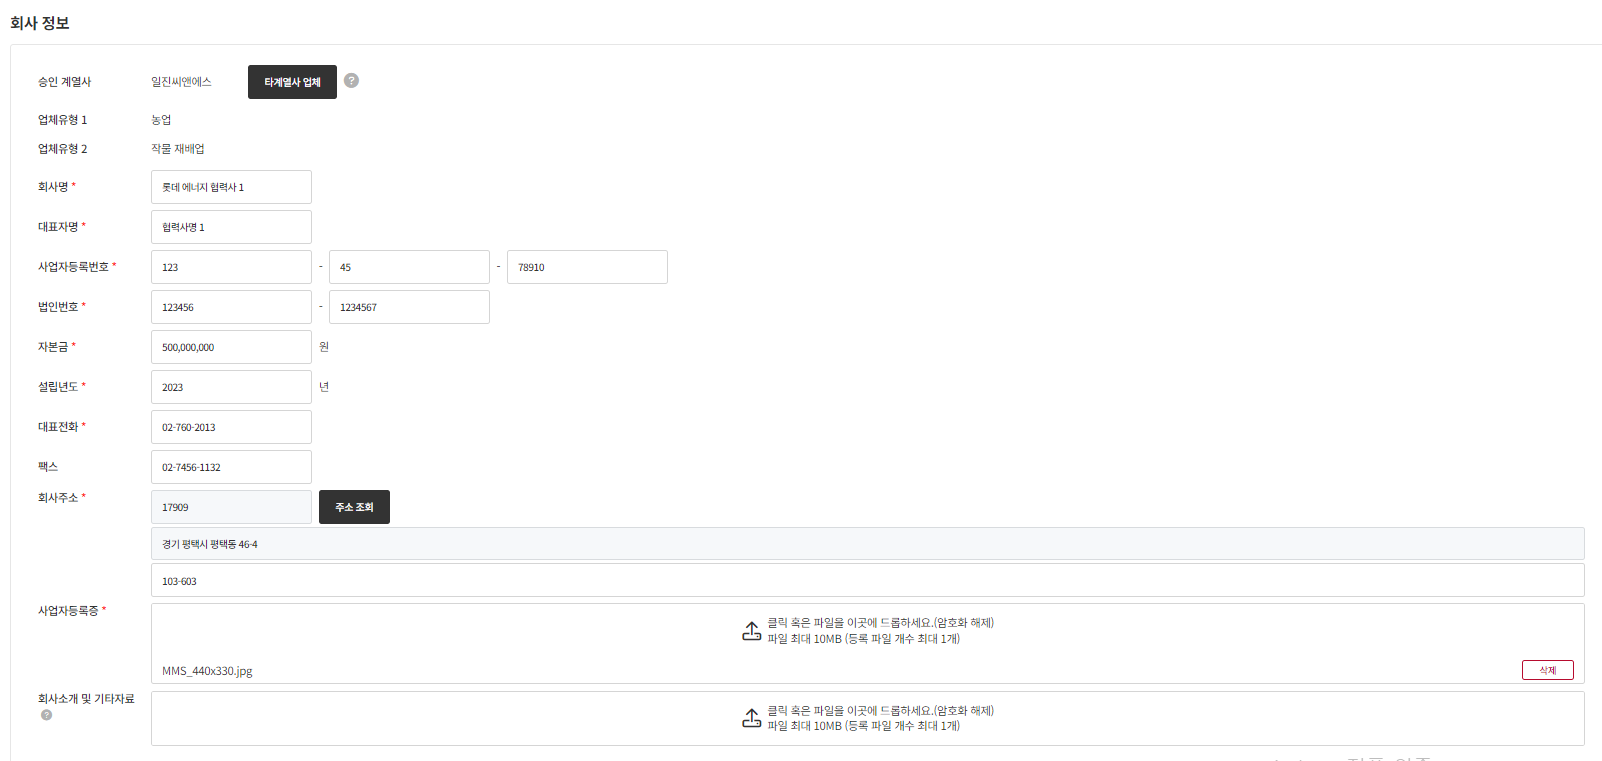 회사 정보
승인 계열사 일진씨앤에스 타계열사 업체 ?
업체유형 1 농업
업체유형 2 작물 재배업
회사명 * 롯데 에너지 협력사 1
대표자명 * 협력사명 1
사업자등록번호 * 123 - 45 - 78910
법인번호 * 123456 - 1234567
자본금 * 500,000,000 원
설립년도 * 2023 년
대표전화 * 02-760-2013
팩스 02-7456-1132
회사주소 * 17909 주소 조회
경기 평택시 평택동 46-4
103-603
사업자등록증 * 클릭 혹은 파일을 이곳에 드롭하세요.(암호화 해제)
파일 최대 10MB (등록 파일 개수 최대 1개)
MMS_440x330.jpg 삭제
회사소개 및 기타자료 클릭 혹은 파일을 이곳에 드롭하세요.(암호화 해제)
? 파일 최대 10MB (등록 파일 개수 최대 1개)